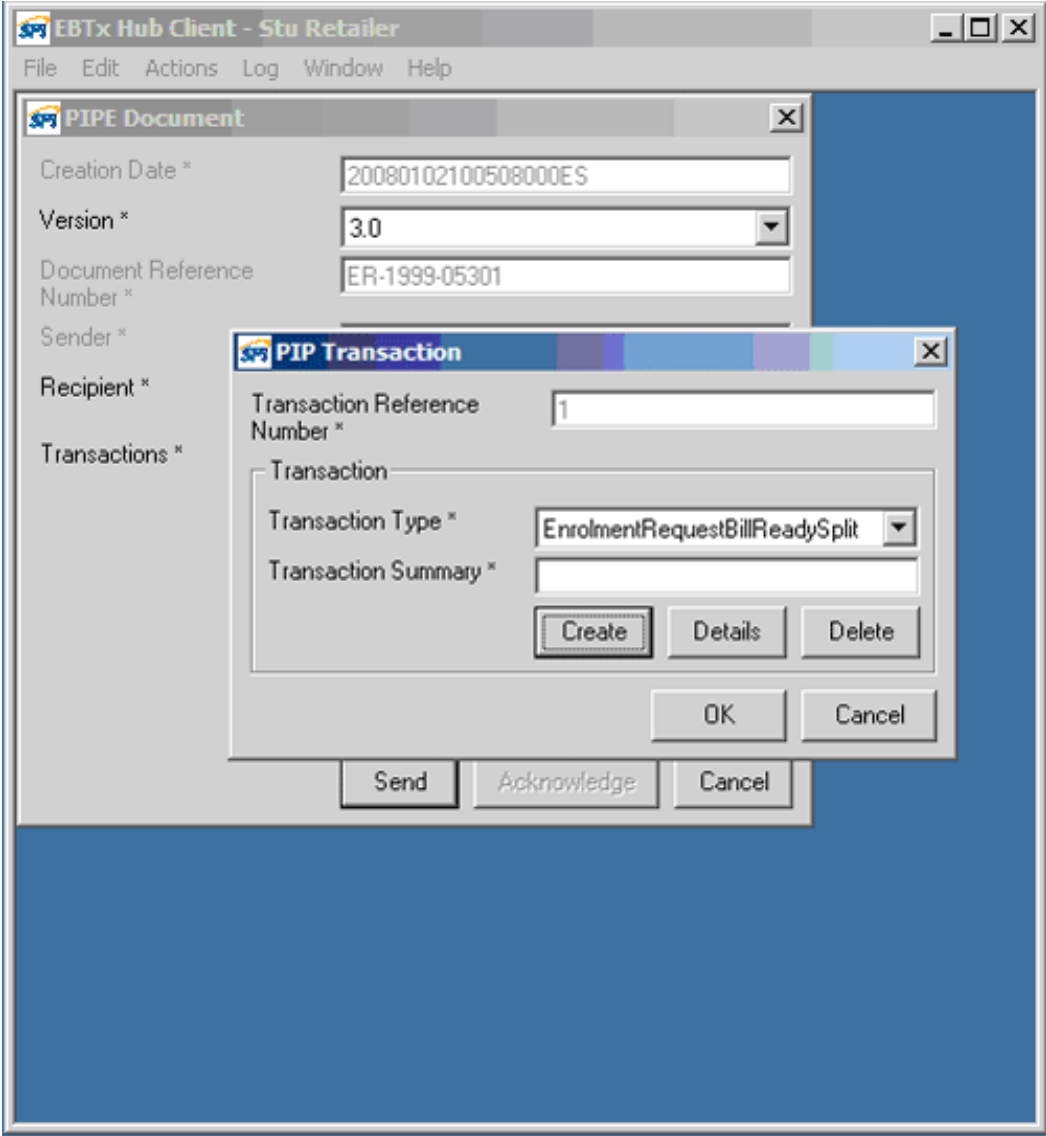 EBTx Hub Client - Stu Retailer
File Edit Actions Log Window Help
PIPE Document
Creation Date *
20080102100508000ES
Version *
3.0
Document Reference
Number *
ER-1999-05301
Sender *
Recipient *
Transactions *
PIP Transaction
Transaction Reference
Number *
1
Transaction
Transaction Type *
EnrolmentRequestBillReadySplit
Transaction Summary *
Create Details Delete
OK Cancel
Send Acknowledge Cancel